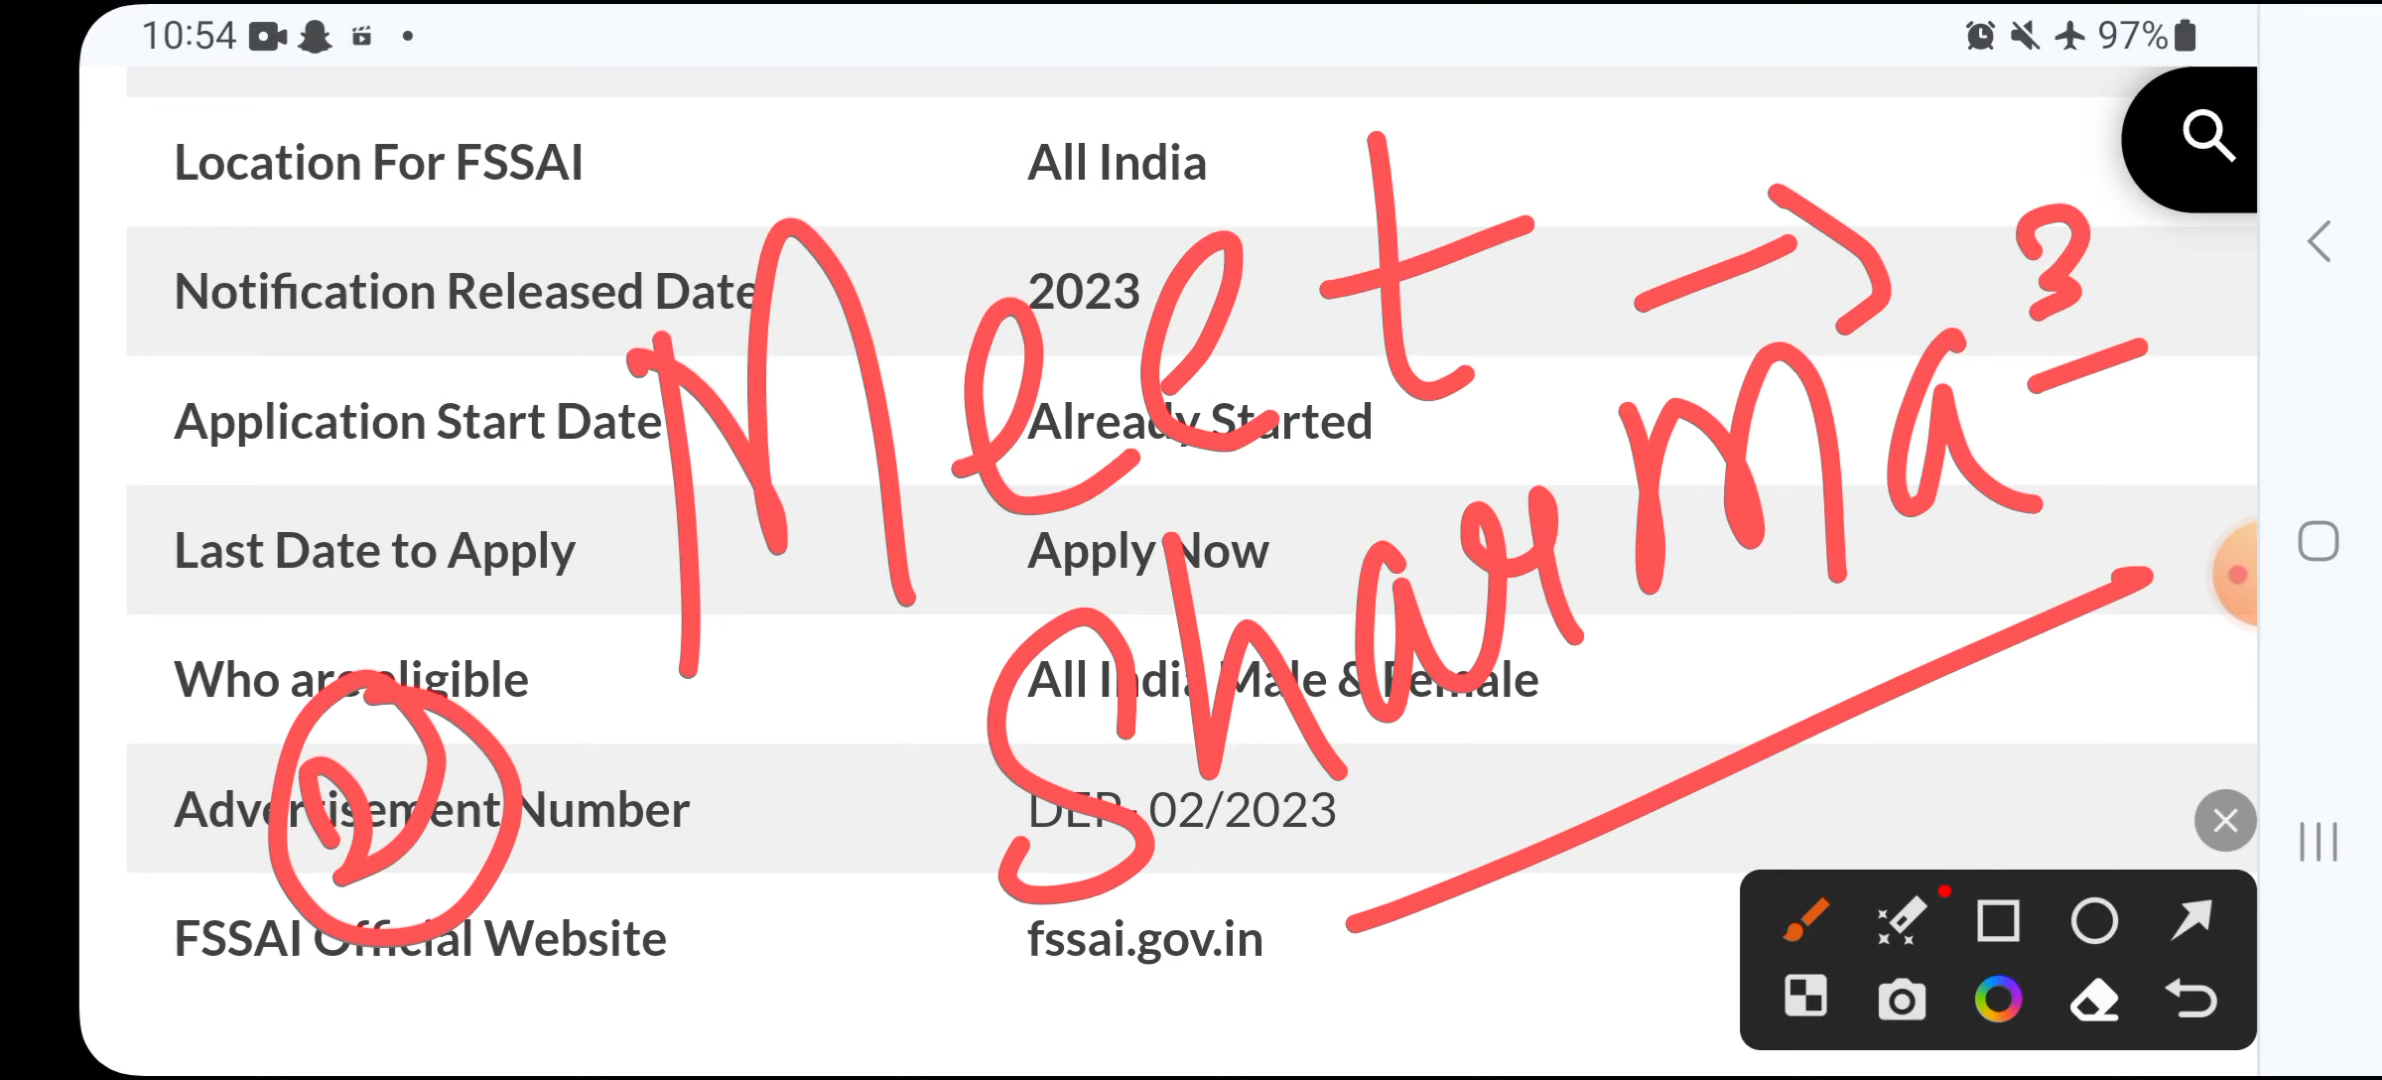 10:54 97%
Location For FSSAI All India
Notification Released Date 2023
Application Start Date Already Started
Last Date to Apply Apply Now
Who are eligible All India Male & Female
Advertisement Number DEP- 02/2023
FSSAI Official Website fssai.gov.in
Meet → 3
Sharma